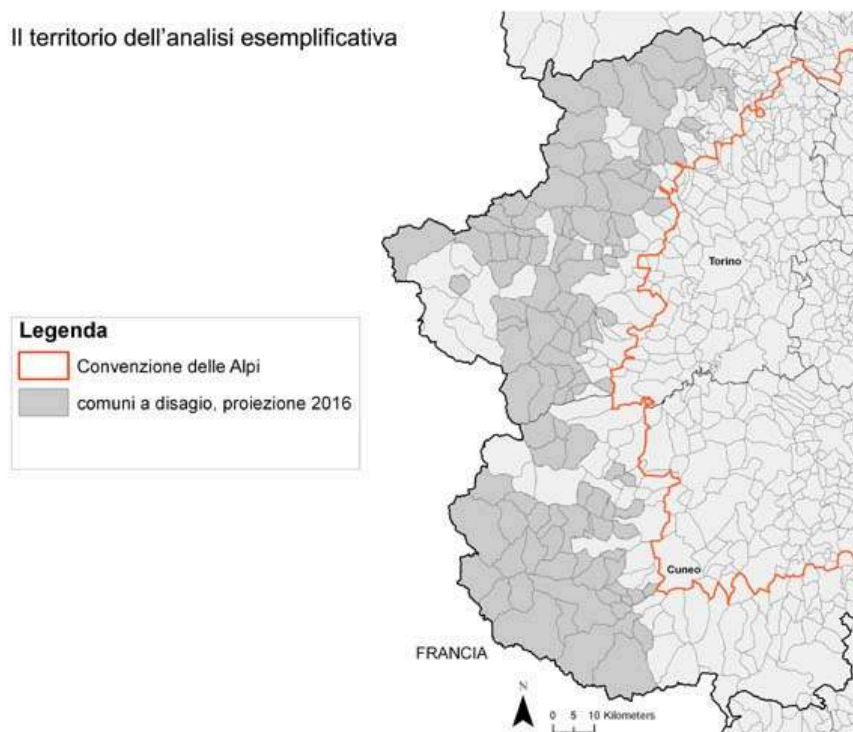 Il territorio dell'analisi esemplificativa
Torino
Legenda
Convenzione delle Alpi
comuni a disagio, proiezione 2016
Cuneo
FRANCIA
N
0 5 10 Kilometers